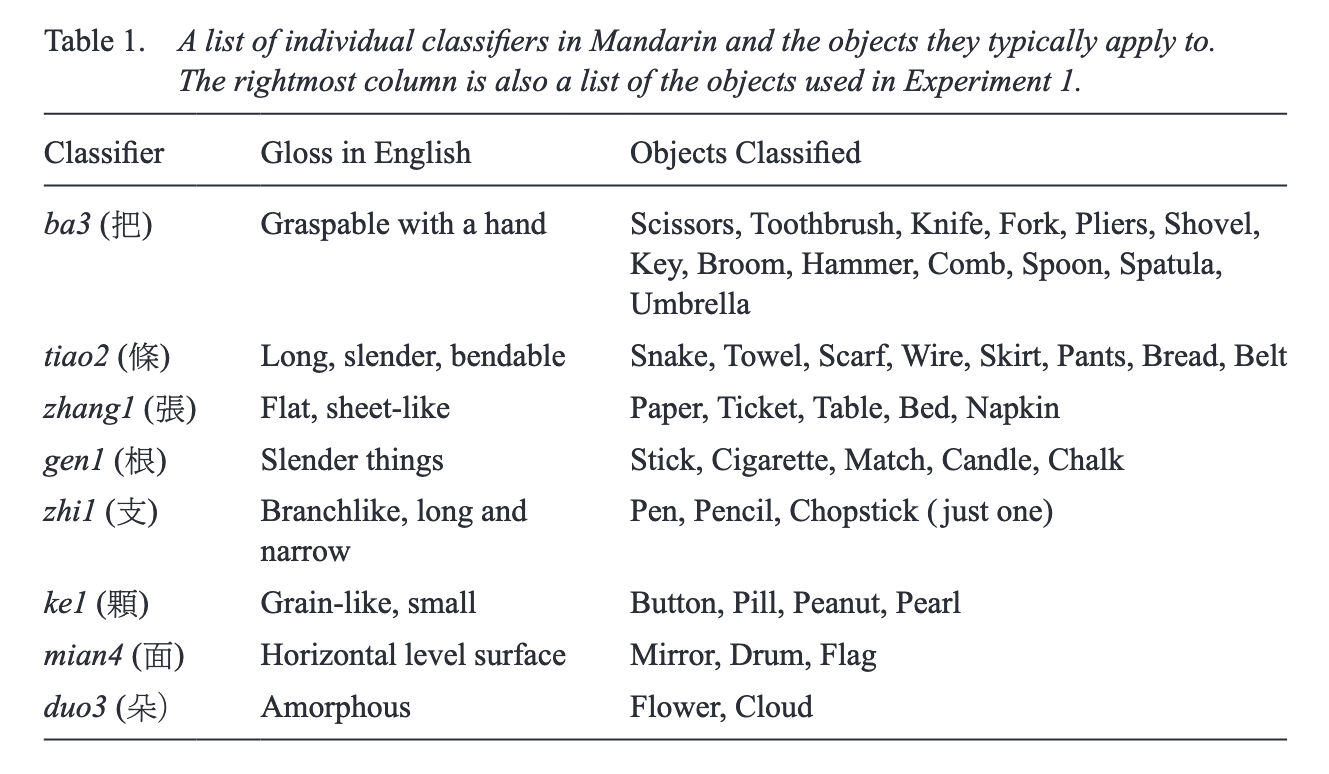 Table 1. A list of individual classifiers in Mandarin and the objects they typically apply to.
The rightmost column is also a list of the objects used in Experiment 1.
Classifier Gloss in English Objects Classified
ba3 (把) Graspable with a hand Scissors, Toothbrush, Knife, Fork, Pliers, Shovel,
Key, Broom, Hammer, Comb, Spoon, Spatula,
Umbrella
tiao2 (條) Long, slender, bendable Snake, Towel, Scarf, Wire, Skirt, Pants, Bread, Belt
zhang1 (張) Flat, sheet-like Paper, Ticket, Table, Bed, Napkin
gen1 (根) Slender things Stick, Cigarette, Match, Candle, Chalk
zhi1 (支) Branchlike, long and Pen, Pencil, Chopstick (just one)
narrow
ke1 (顆) Grain-like, small Button, Pill, Peanut, Pearl
mian4 (面) Horizontal level surface Mirror, Drum, Flag
duo3 (朵) Amorphous Flower, Cloud